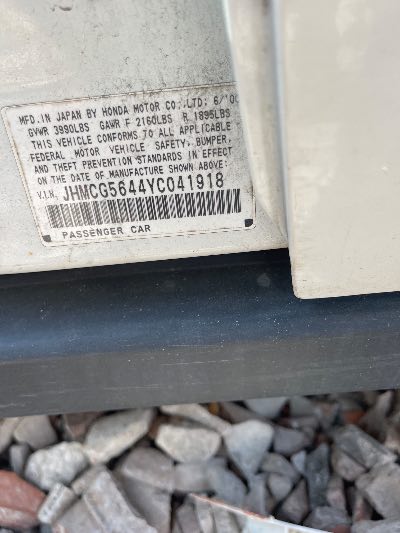 MFD.IN JAPAN BY HONDA MOTOR CO.,LTD: 6/'00
GVWR 3990LBS GAWR F 2160LBS R 1895LBS
THIS VEHICLE CONFORMS TO ALL APPLICABLE
FEDERAL MOTOR VEHICLE SAFETY, BUMPER,
AND THEFT PREVENTION STANDARDS IN EFFECT
ON THE DATE OF MANUFACTURE SHOWN ABOVE.
V.I.N. JHMCG5644YC041918
PASSENGER CAR